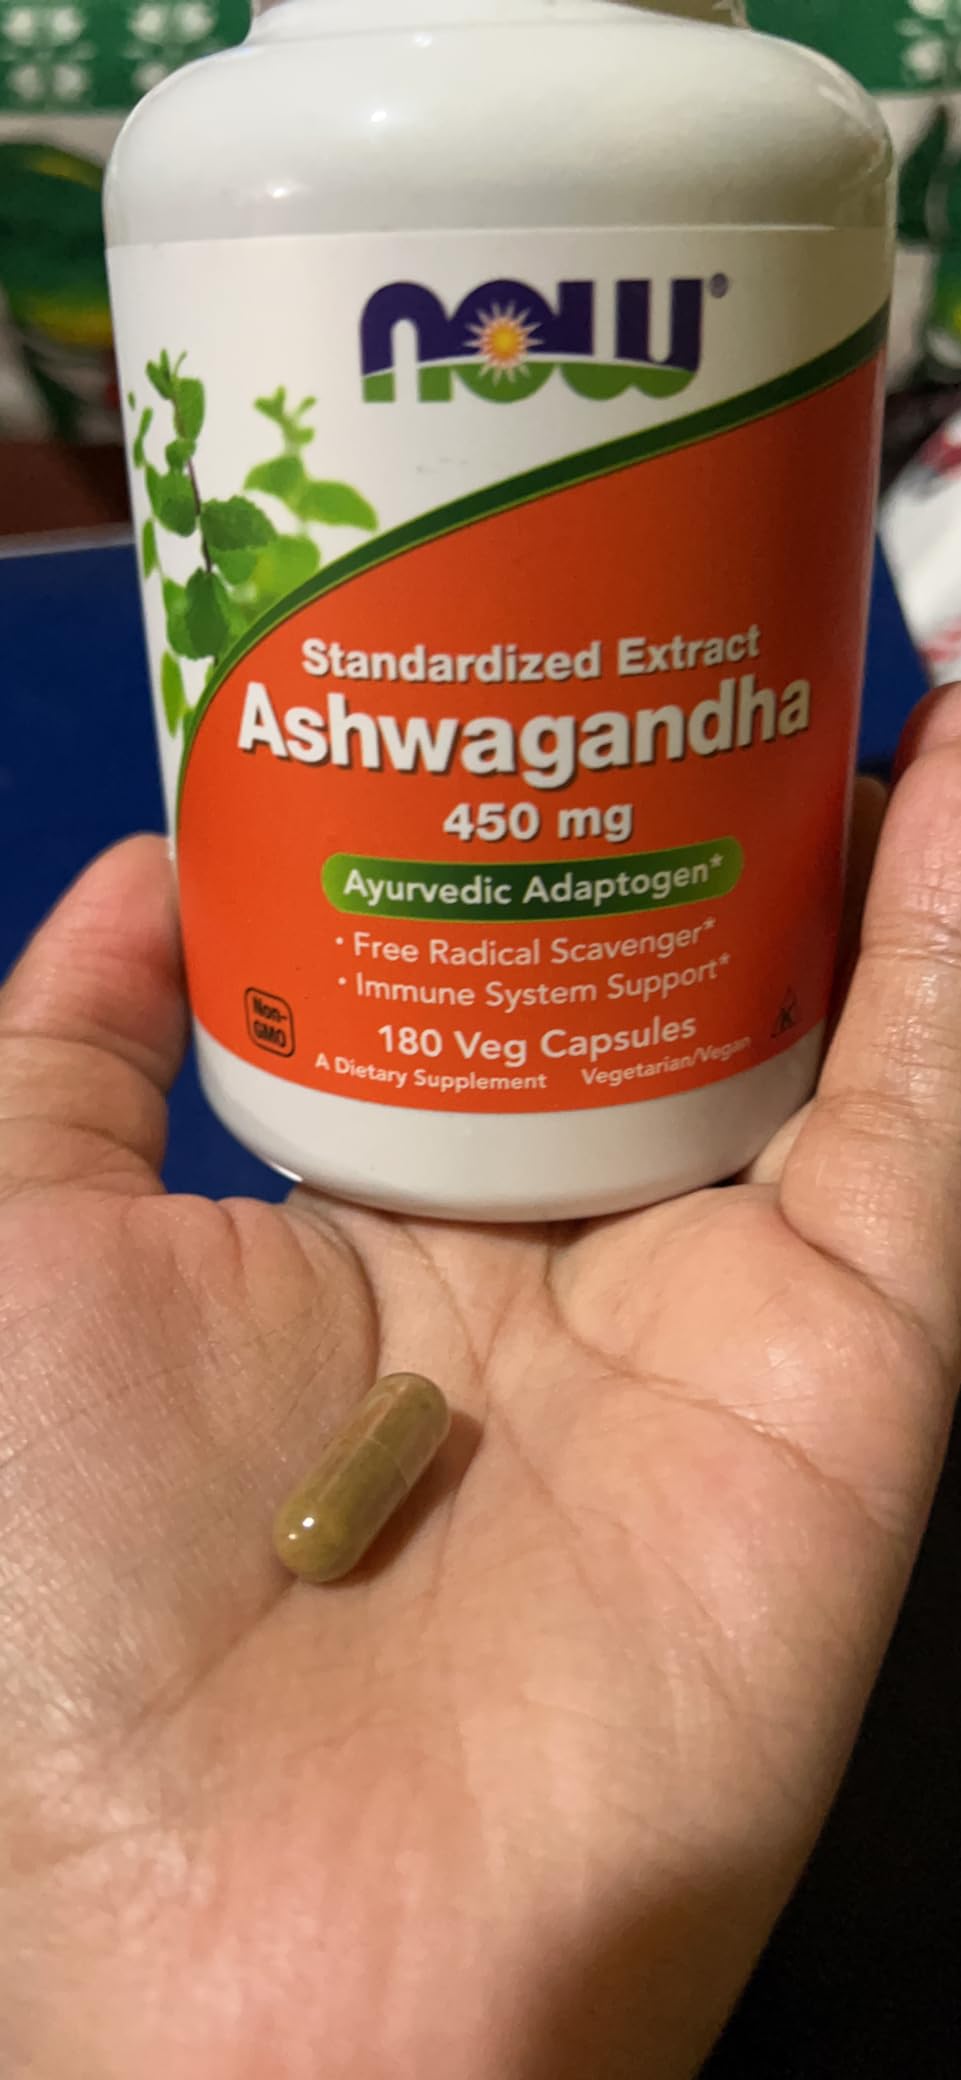 NOW®
Standardized Extract
Ashwagandha
450 mg
Ayurvedic Adaptogen*
• Free Radical Scavenger*
• Immune System Support*
Non-
GMO
180 Veg Capsules
K
A Dietary Supplement Vegetarian/Vegan